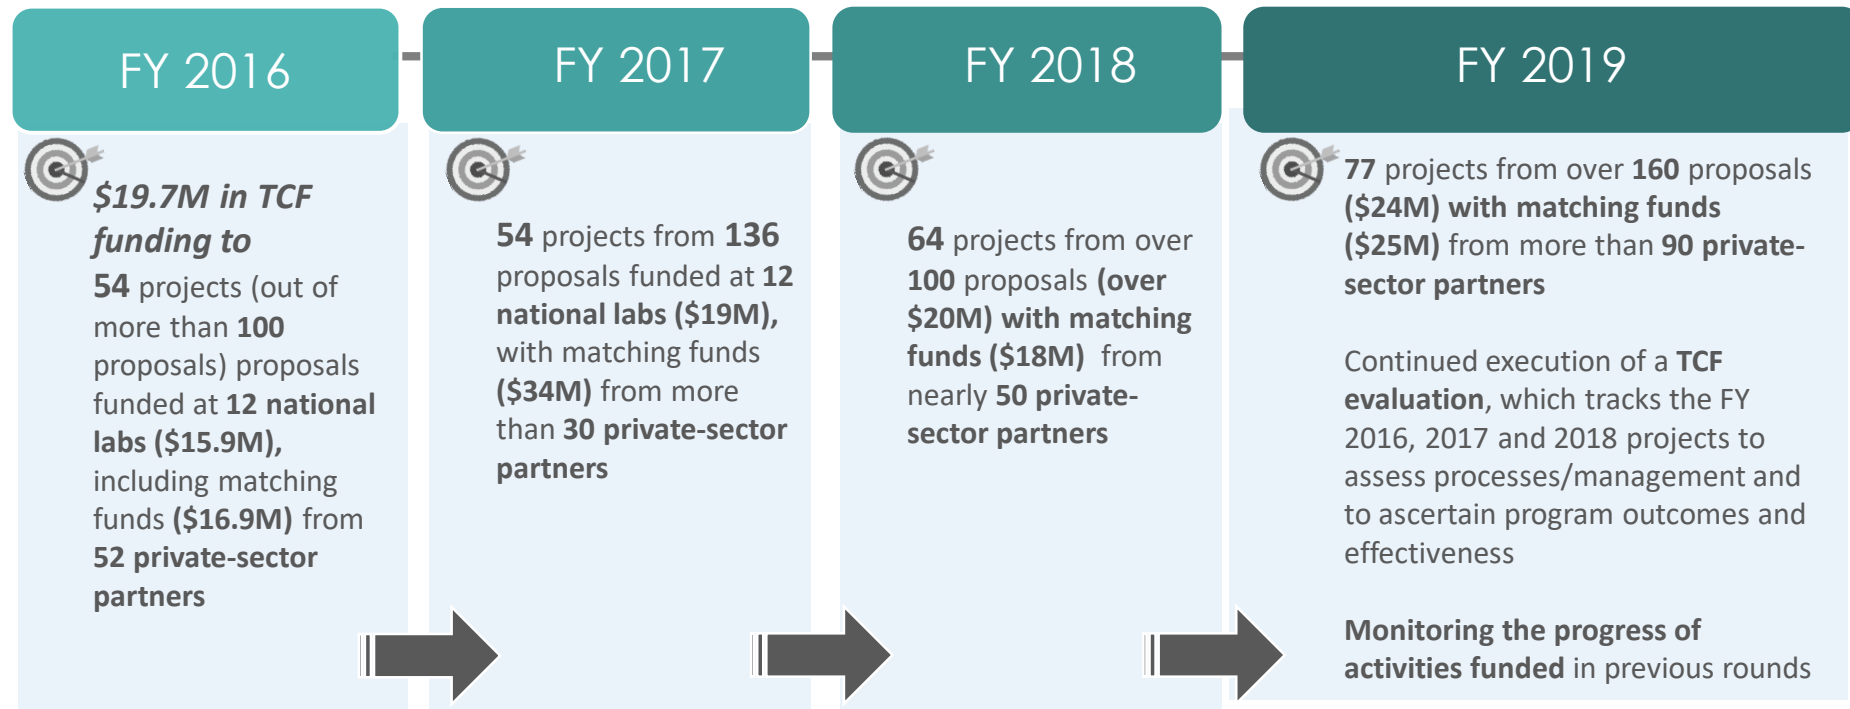 FY 2016
$19.7M in TCF
funding to
54 projects (out of
more than 100
proposals) proposals
funded at 12 national
labs ($15.9M),
including matching
funds ($16.9M) from
52 private-sector
partners
FY 2017
54 projects from 136
proposals funded at 12
national labs ($19M),
with matching funds
($34M) from more
than 30 private-sector
partners
FY 2018
64 projects from over
100 proposals (over
$20M) with matching
funds ($18M) from
nearly 50 private-
sector partners
FY 2019
77 projects from over 160 proposals
($24M) with matching funds
($25M) from more than 90 private-
sector partners
Continued execution of a TCF
evaluation, which tracks the FY
2016, 2017 and 2018 projects to
assess processes/management and
to ascertain program outcomes and
effectiveness
Monitoring the progress of
activities funded in previous rounds